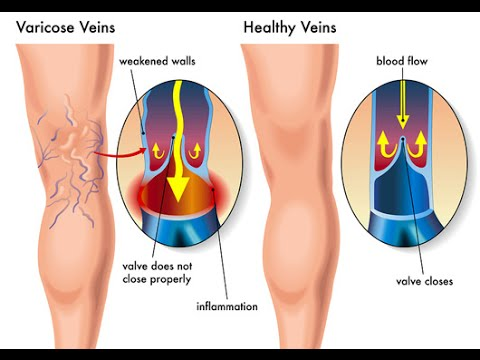 Varicose Veins
weakened walls
valve does not
close properly
inflammation
Healthy Veins
blood flow
valve closes